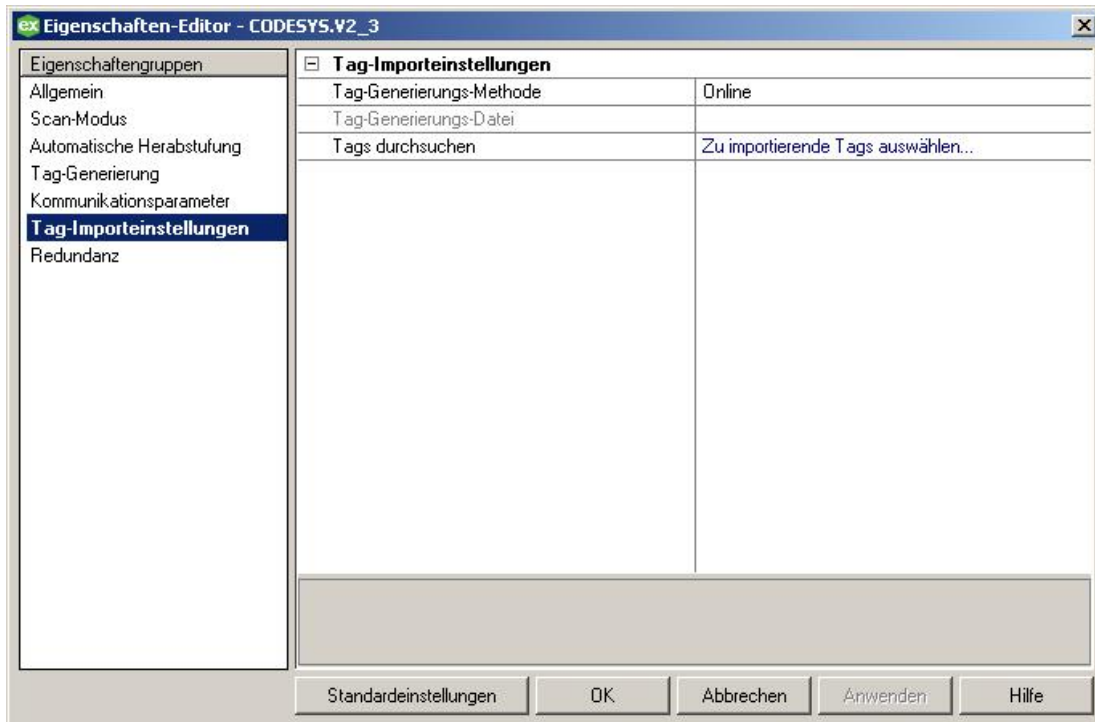 ex Eigenschaften-Editor - CODESYS.V2_3
Eigenschaftengruppen
Allgemein
Scan-Modus
Automatische Herabstufung
Tag-Generierung
Kommunikationsparameter
Tag-Importeinstellungen
Redundanz
Tag-Importeinstellungen
Tag-Generierungs-Methode Online
Tag-Generierungs-Datei
Tags durchsuchen Zu importierende Tags auswählen...
Standardeinstellungen OK Abbrechen Anwenden Hilfe